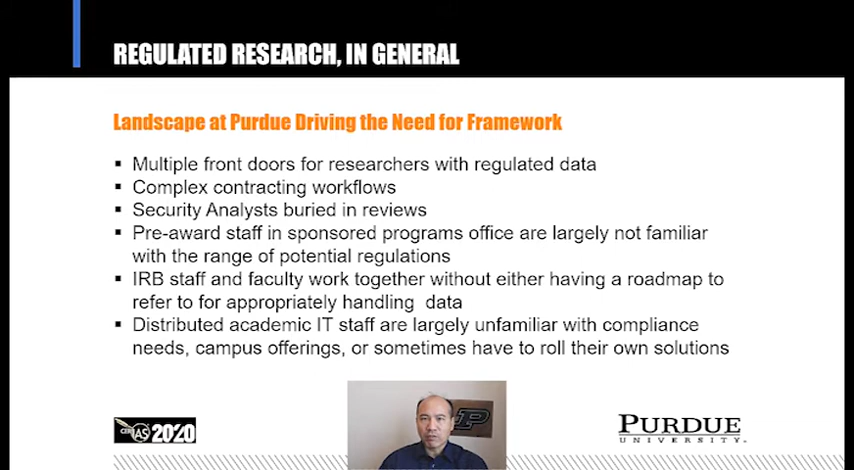 REGULATED RESEARCH, IN GENERAL
Landscape at Purdue Driving the Need for Framework
▪ Multiple front doors for researchers with regulated data
▪ Complex contracting workflows
▪ Security Analysts buried in reviews
▪ Pre-award staff in sponsored programs office are largely not familiar
with the range of potential regulations
▪ IRB staff and faculty work together without either having a roadmap to
refer to for appropriately handling data
▪ Distributed academic IT staff are largely unfamiliar with compliance
needs, campus offerings, or sometimes have to roll their own solutions
CERIAS 2020
P
PURDUE
UNIVERSITY